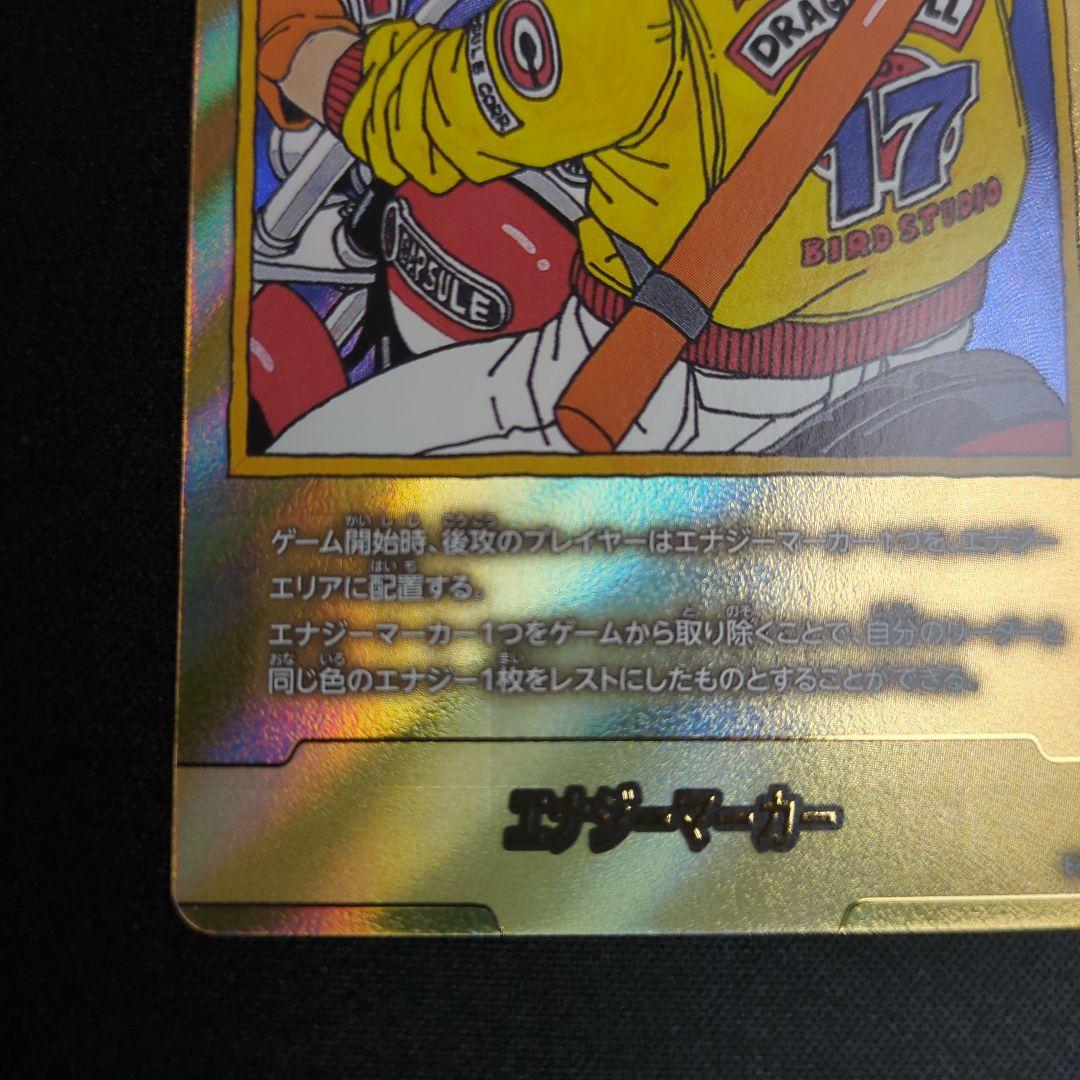 C
CAPSULE CORP.
DRAG
17
BIRD STUDIO
CAPSULE
ゲーム開始時、後攻のプレイヤーはエナジーマーカー1つを、エナジー
エリアに配置する。
エナジーマーカー1つをゲームから取り除くことで、自分のリーダーと
同じ色のエナジー1枚をレストにしたものとすることができる。
エナジーマーカー